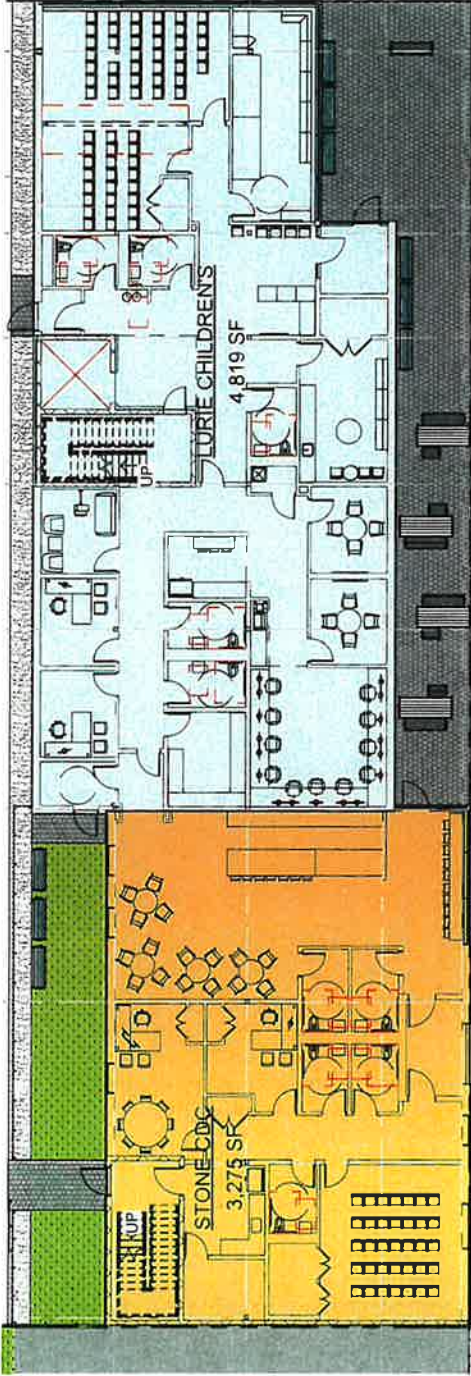 LURIE CHILDREN'S
4,819 SF
UP
STONE CDC
3,275 SF
UP